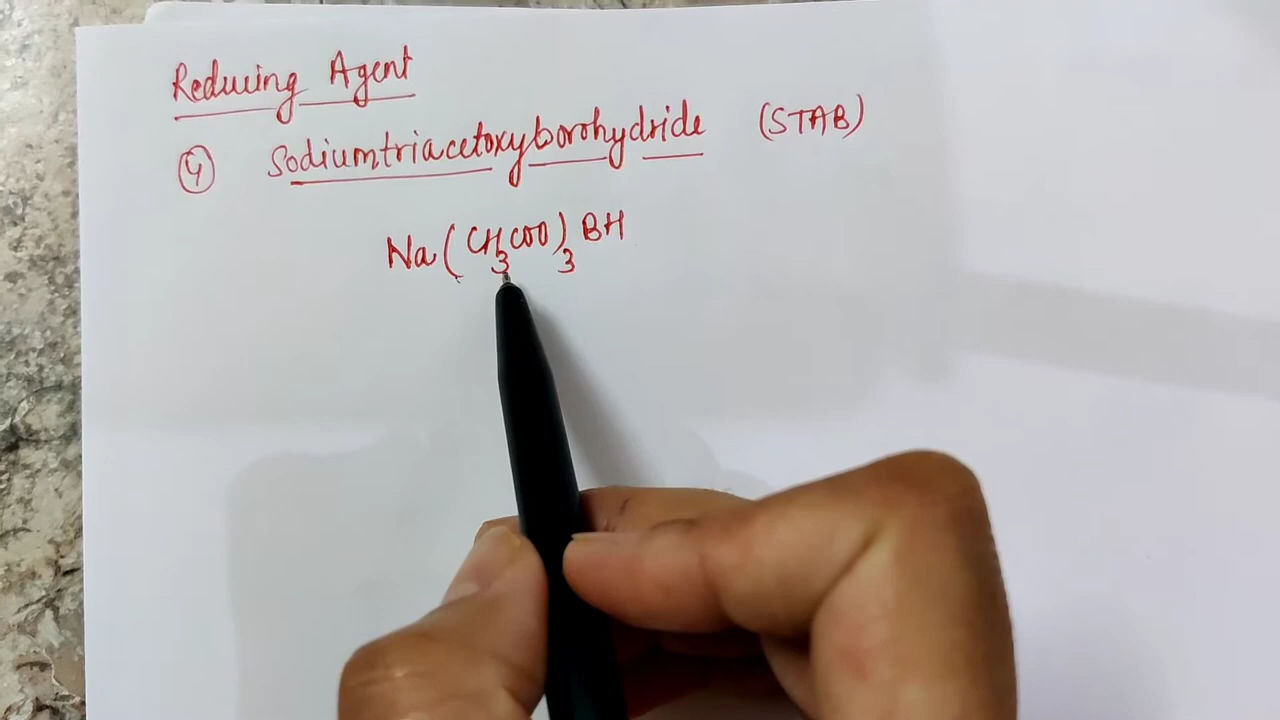 Reducing Agent
④ Sodiumtriacetoxyborohydride (STAB)
Na(CH₃COO)₃BH